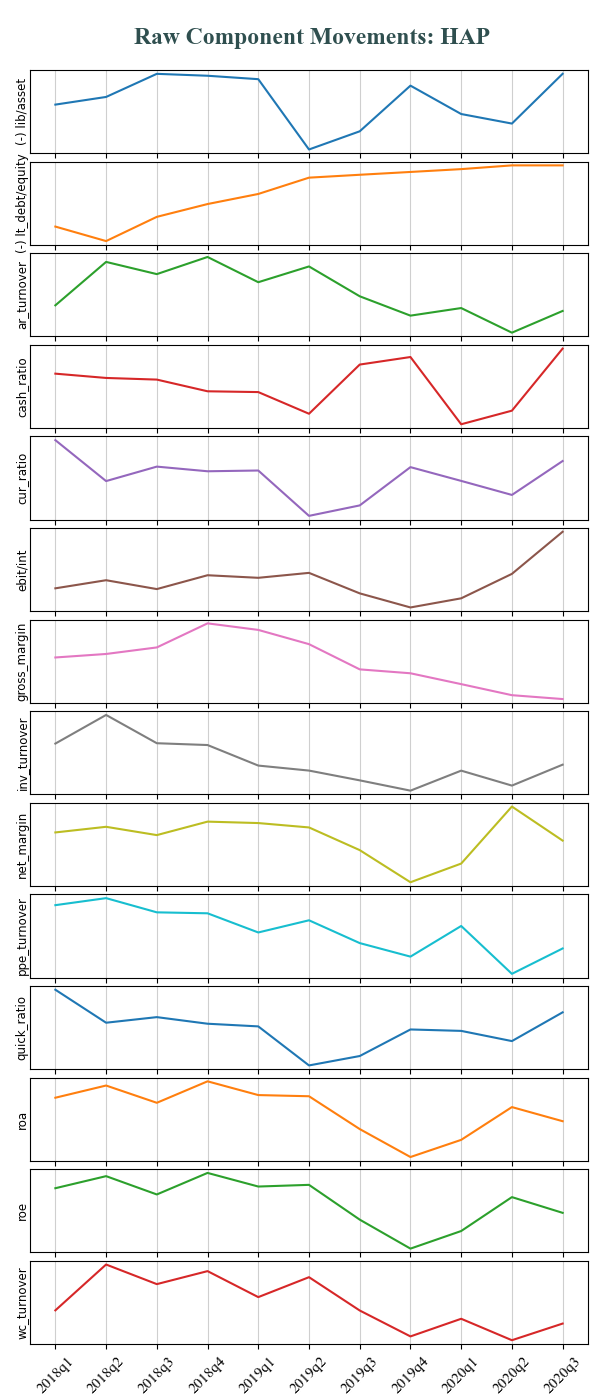 Raw Component Movements: HAP
(-) lib/asset
(-) lt_debt/equity
ar_turnover
cash_ratio
cur_ratio
ebit/int
gross_margin
inv_turnover
net_margin
ppe_turnover
quick_ratio
roa
roe
wc_turnover
2018q1 2018q2 2018q3 2018q4 2019q1 2019q2 2019q3 2019q4 2020q1 2020q2 2020q3